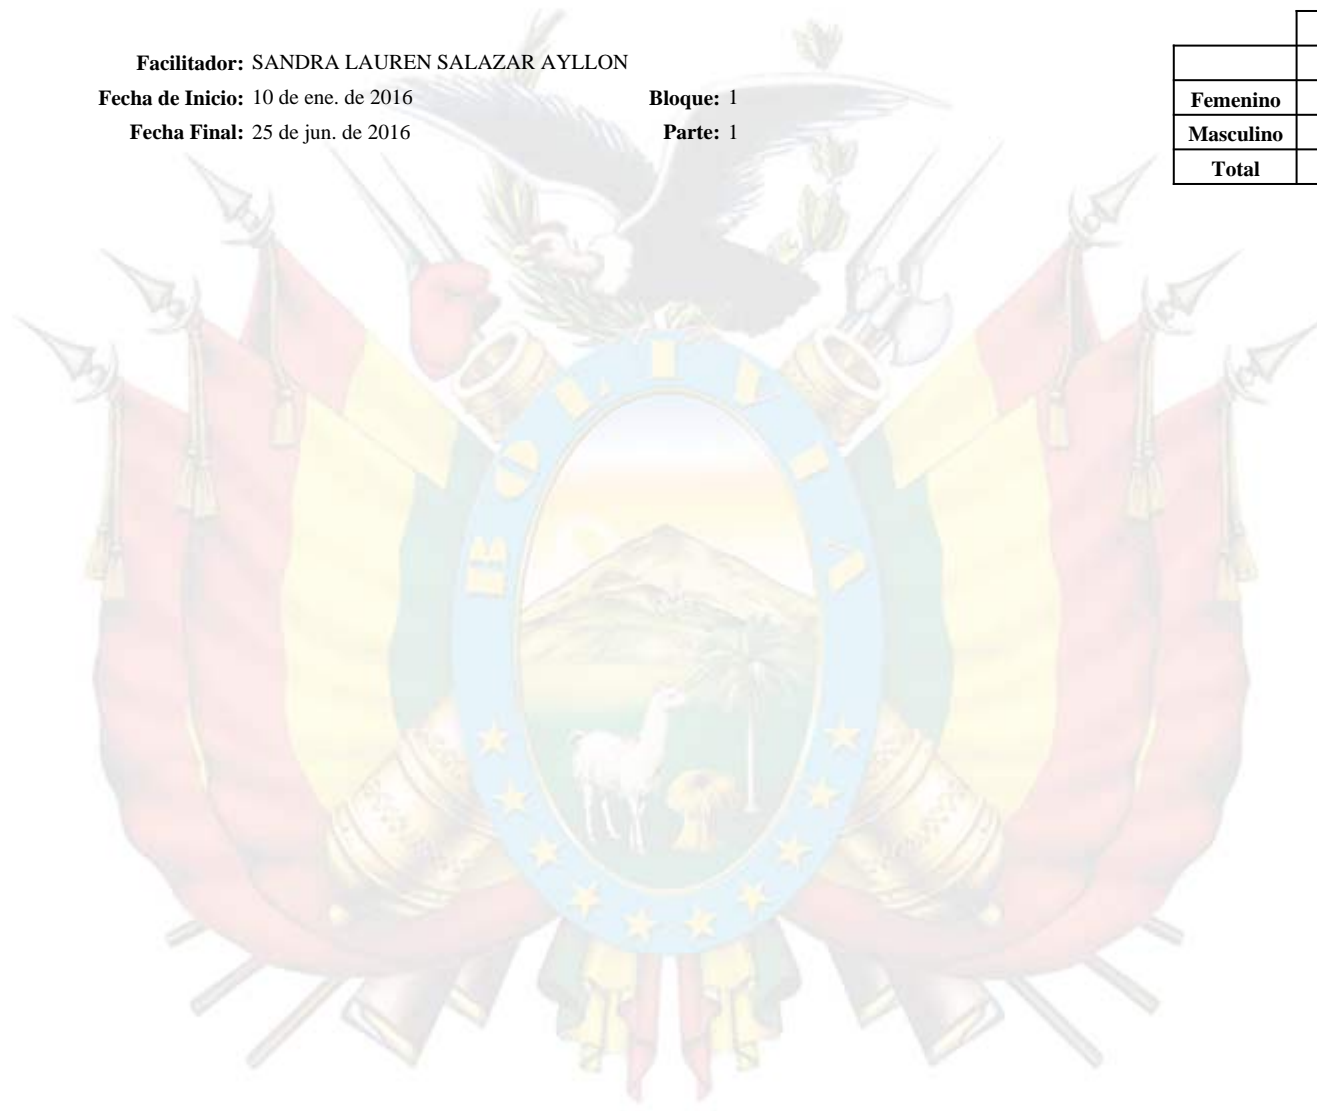 Facilitador: SANDRA LAUREN SALAZAR AYLLON
Fecha de Inicio: 10 de ene. de 2016 Bloque: 1
Fecha Final: 25 de jun. de 2016 Parte: 1
Femenino
Masculino
Total
BOLIVIA